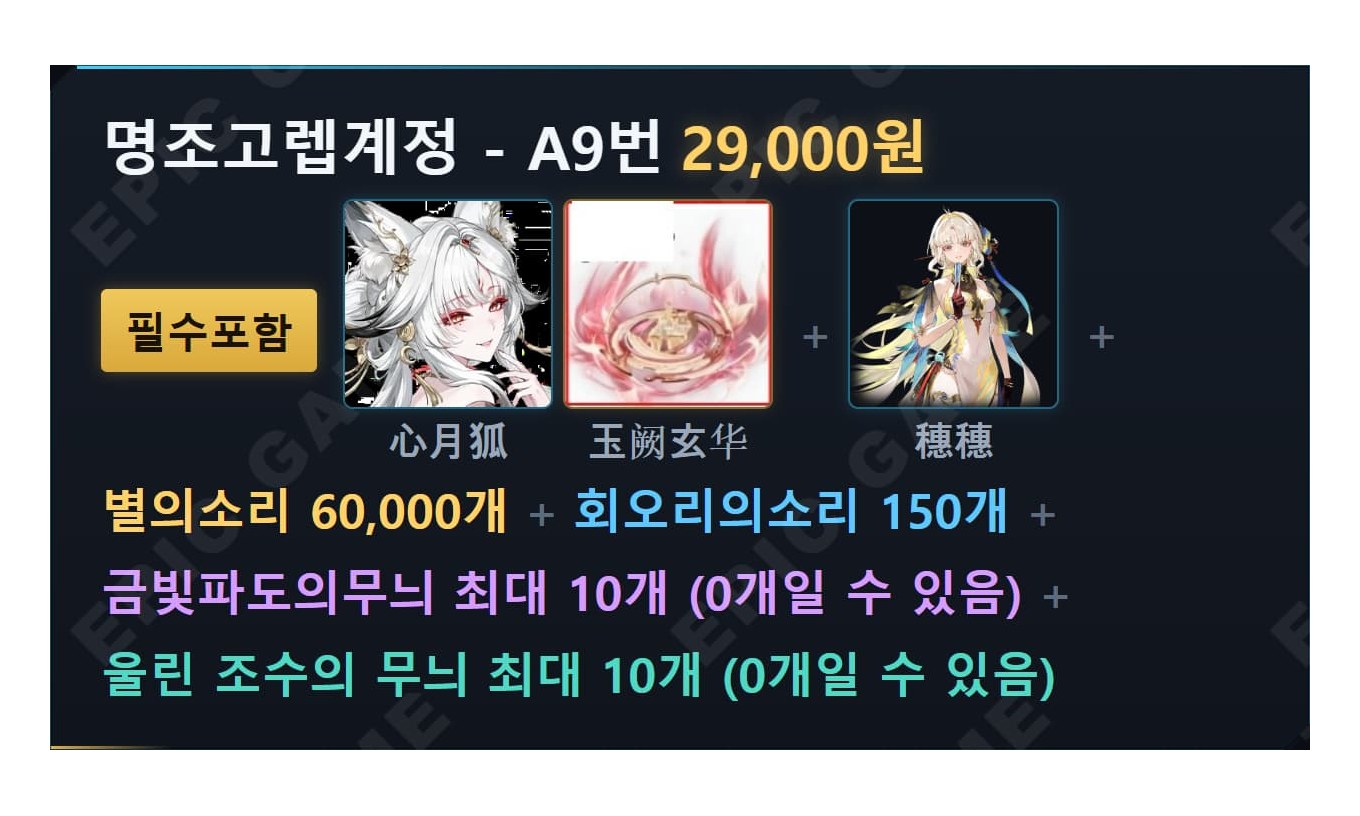 명조고렙계정 - A9번 29,000원
필수포함
+ +
心月狐 玉阙玄华 穗穗
별의소리 60,000개 + 회오리의소리 150개 +
금빛파도의무늬 최대 10개 (0개일 수 있음) +
울린 조수의 무늬 최대 10개 (0개일 수 있음)
EPIC GAME